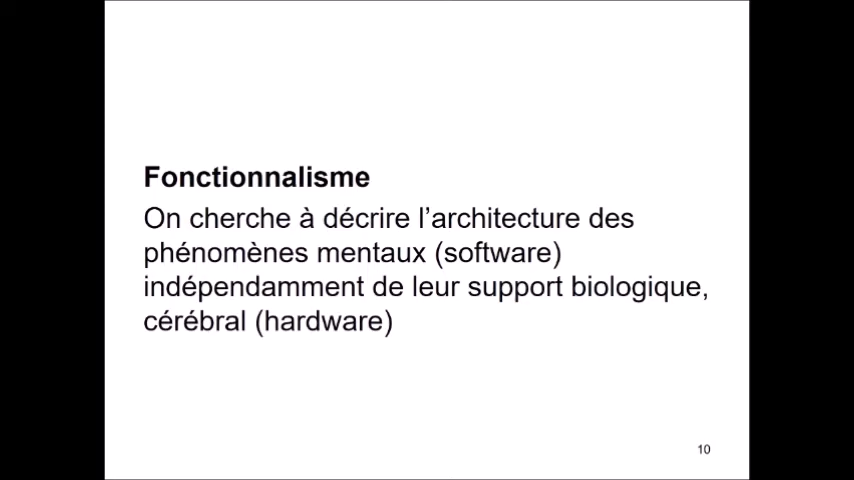 Fonctionnalisme
On cherche à décrire l’architecture des
phénomènes mentaux (software)
indépendamment de leur support biologique,
cérébral (hardware)
10